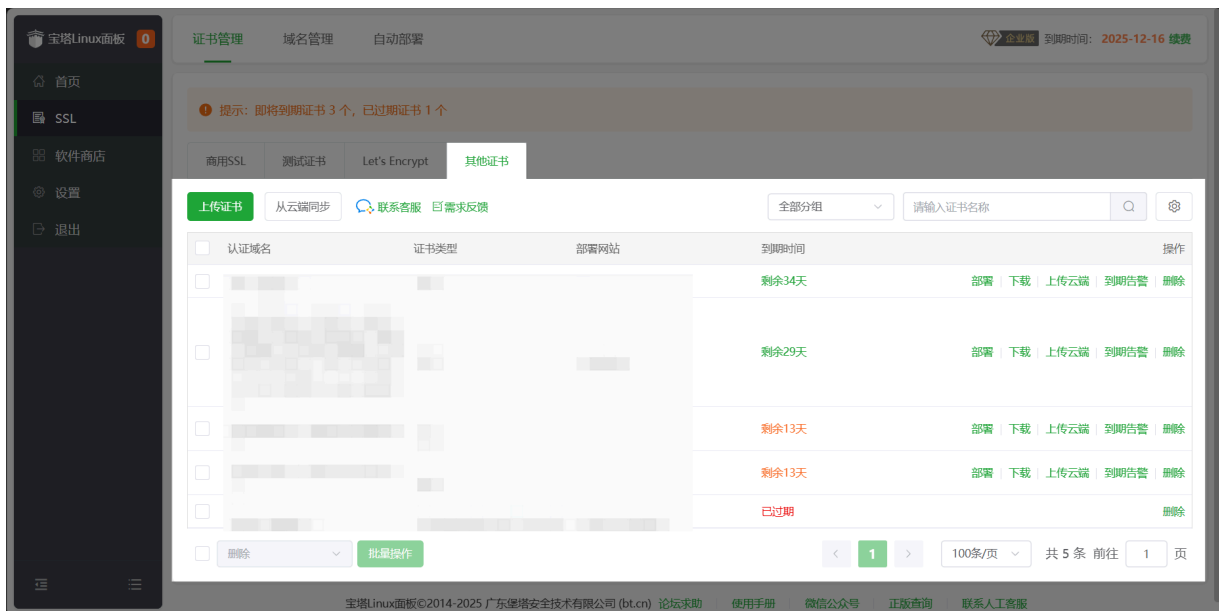 宝塔Linux面板 0
首页
SSL
软件商店
设置
退出
证书管理 域名管理 自动部署
企业版 到期时间: 2025-12-16 续费
提示: 即将到期证书 3 个, 已过期证书 1 个
商用SSL 测试证书 Let's Encrypt 其他证书
上传证书 从云端同步 联系客服 需求反馈 全部分组 请输入证书名称
认证域名 证书类型 部署网站 到期时间 操作
剩余34天 部署 下载 上传云端 到期告警 删除
剩余29天 部署 下载 上传云端 到期告警 删除
剩余13天 部署 下载 上传云端 到期告警 删除
剩余13天 部署 下载 上传云端 到期告警 删除
已过期 删除
删除 批量操作 1 100条/页 共 5 条 前往 1 页
宝塔Linux面板©2014-2025 广东堡塔安全技术有限公司 (bt.cn) 论坛求助 使用手册 微信公众号 正版查询 联系人工客服